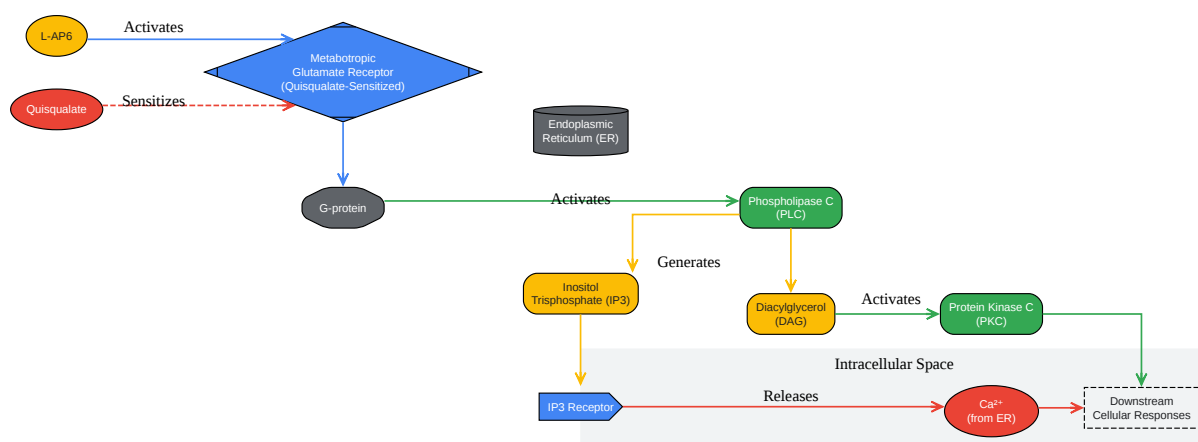 L-AP6
Activates
Metabotropic
Glutamate Receptor
(Quisqualate-Sensitized)
Quisqualate
Sensitizes
Endoplasmic
Reticulum (ER)
G-protein
Activates
Phospholipase C
(PLC)
Generates
Inositol
Trisphosphate (IP3)
Diacylglycerol
(DAG)
Activates
Protein Kinase C
(PKC)
Intracellular Space
IP3 Receptor
Releases
Ca²⁺
(from ER)
Downstream
Cellular Responses